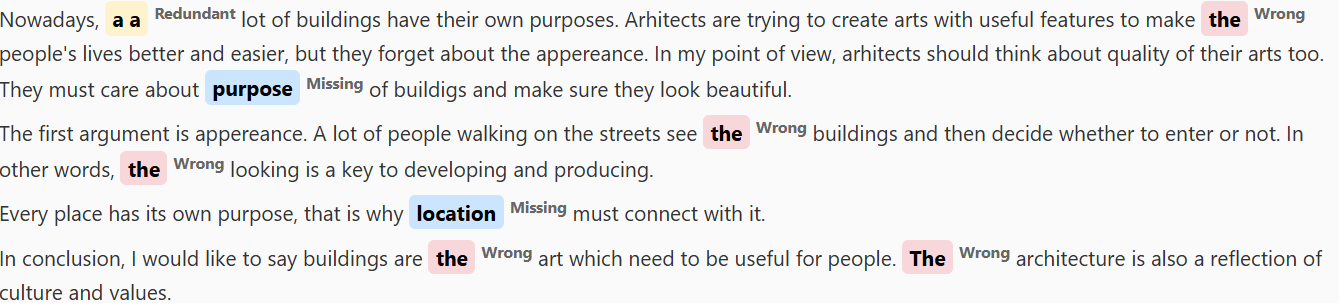 Nowadays, a a Redundant lot of buildings have their own purposes. Arhitects are trying to create arts with useful features to make the Wrong
people's lives better and easier, but they forget about the appereance. In my point of view, arhitects should think about quality of their arts too.
They must care about purpose Missing of buildigs and make sure they look beautiful.
The first argument is appereance. A lot of people walking on the streets see the Wrong buildings and then decide whether to enter or not. In
other words, the Wrong looking is a key to developing and producing.
Every place has its own purpose, that is why location Missing must connect with it.
In conclusion, I would like to say buildings are the Wrong art which need to be useful for people. The Wrong architecture is also a reflection of
culture and values.